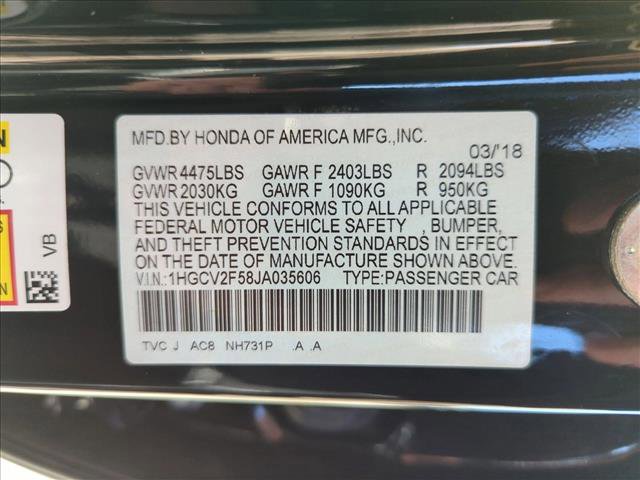 MFD.BY HONDA OF AMERICA MFG.,INC.
03/'18
GVWR 4475LBS GAWR F 2403LBS R 2094LBS
GVWR 2030KG GAWR F 1090KG R 950KG
THIS VEHICLE CONFORMS TO ALL APPLICABLE
FEDERAL MOTOR VEHICLE SAFETY , BUMPER,
AND THEFT PREVENTION STANDARDS IN EFFECT
ON THE DATE OF MANUFACTURE SHOWN ABOVE.
V.I.N.:1HGCV2F58JA035606 TYPE:PASSENGER CAR
TVC J AC8 NH731P .A .A
VB